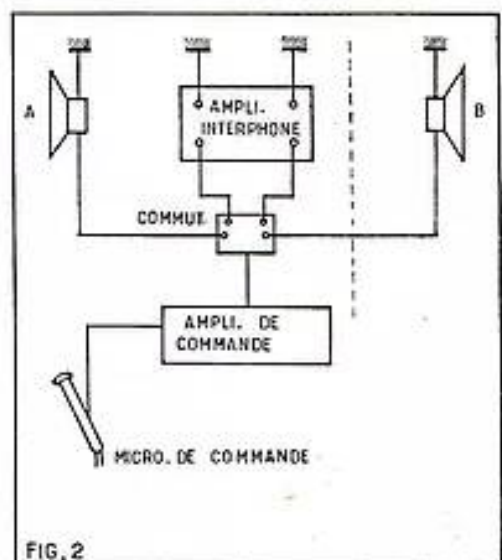 A
AMPLI.
INTERPHONE
B
COMMUT.
AMPLI. DE
COMMANDE
MICRO. DE COMMANDE
FIG. 2